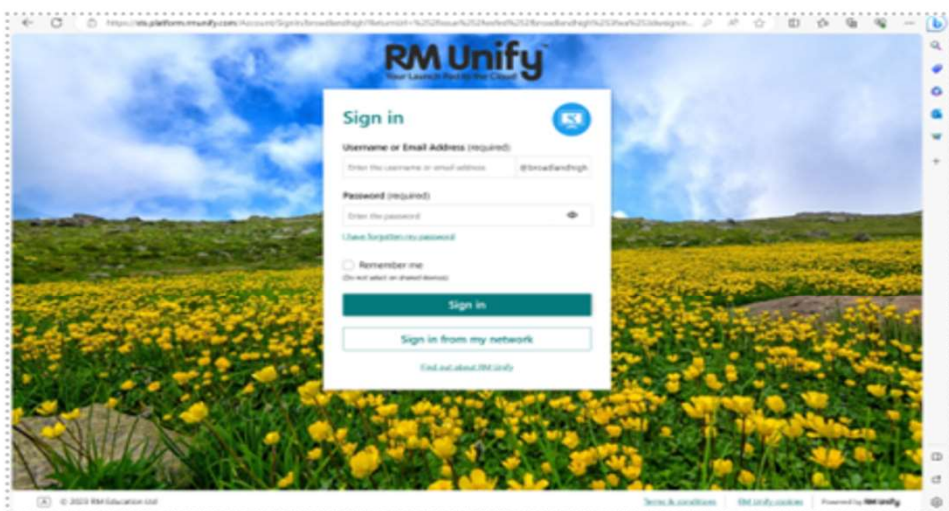 RM Unify
Your Launch Pad to the Cloud
Sign in
Username or Email Address (required)
Enter the username or email address @broadlandhigh
Password (required)
Enter the password
I have forgotten my password
Remember me
(Do not select on shared devices)
Sign in
Sign in from my network
Find out about RM Unify
© 2023 RM Education Ltd
Terms & conditions RM Unify cookies Powered by RM unify